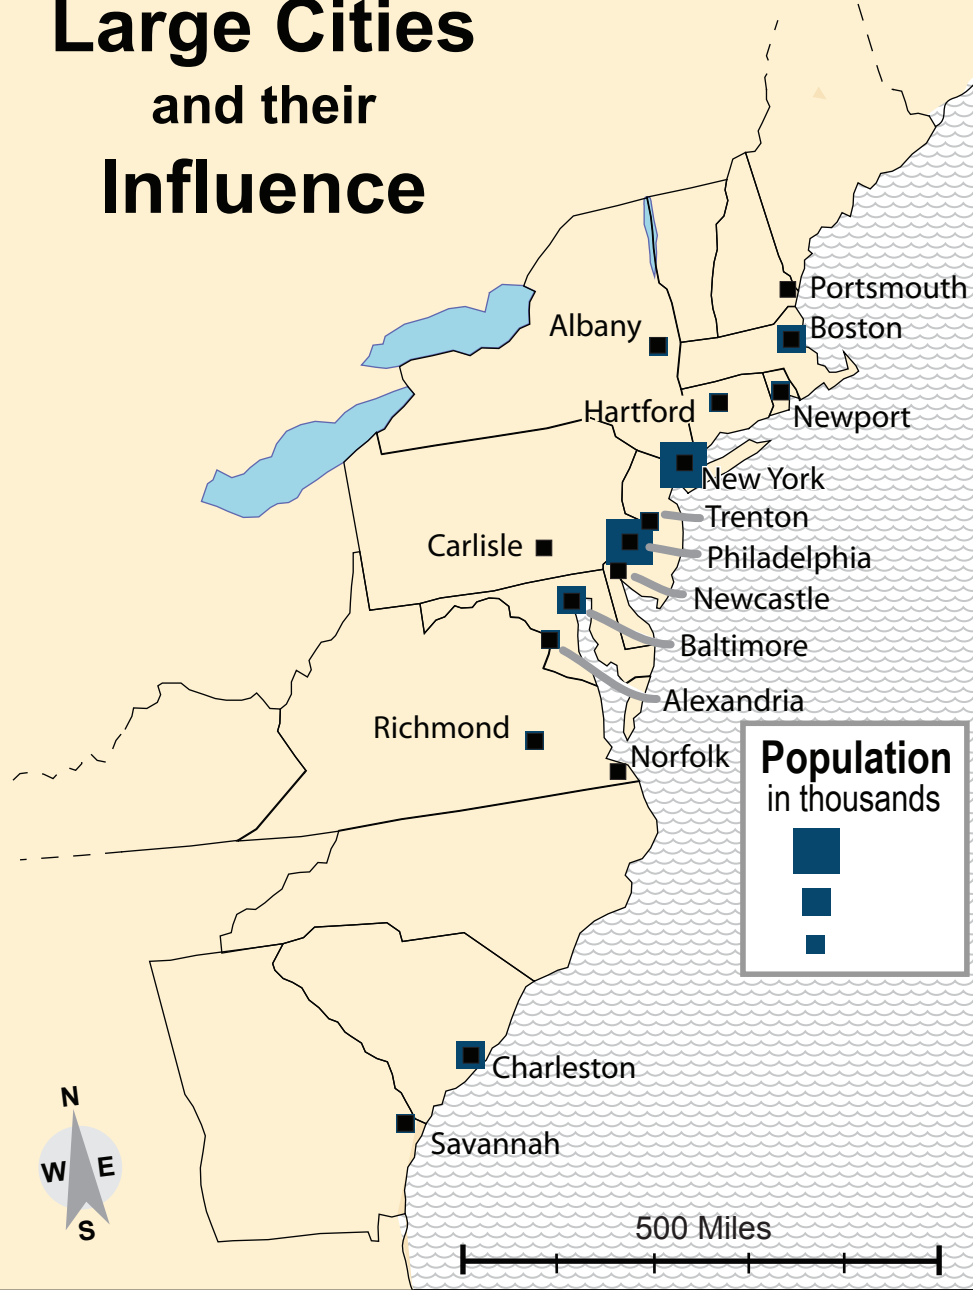 Large Cities
and their
Influence
Portsmouth
Boston
Albany
Hartford
Newport
New York
Trenton
Carlisle
Philadelphia
Newcastle
Baltimore
Alexandria
Richmond
Norfolk
Population
in thousands
Charleston
Savannah
N
W E
S
500 Miles